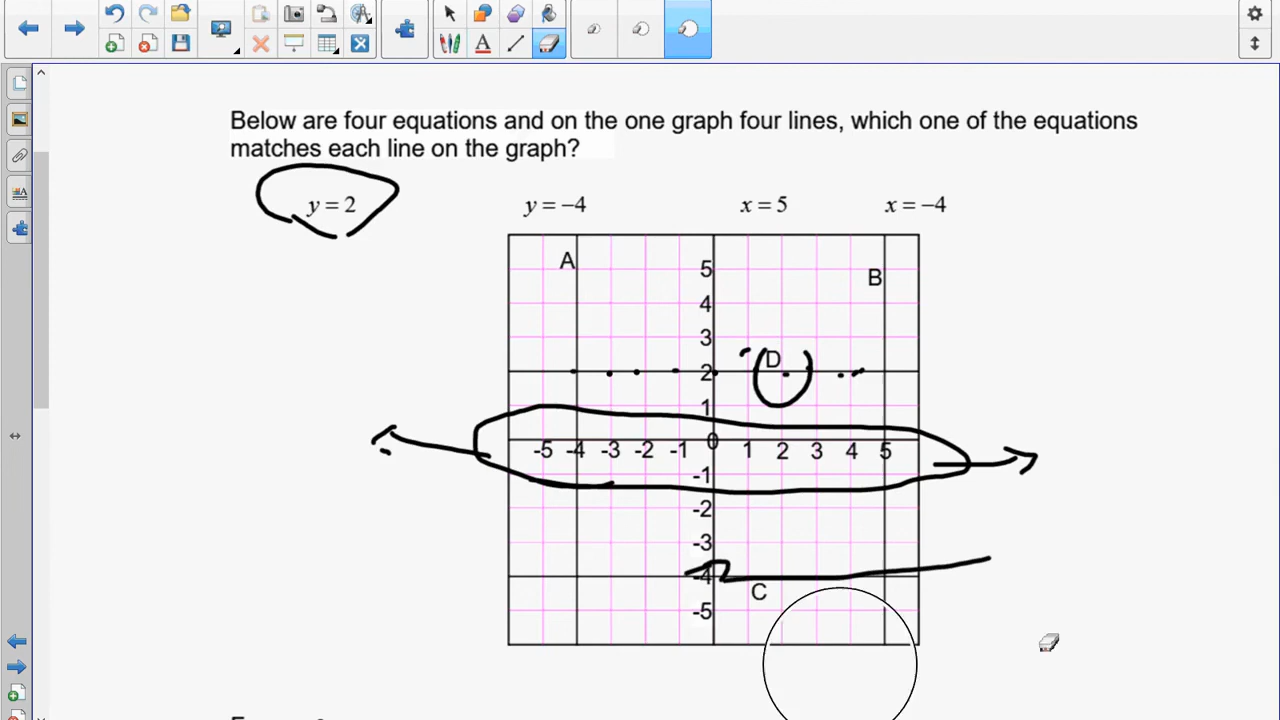 Below are four equations and on the one graph four lines, which one of the equations
matches each line on the graph?
y = 2 y = −4 x = 5 x = −4
A
5
B
4
3
D
2
1
-5 -4 -3 -2 -1 0 1 2 3 4 5
-1
-2
-3
-4
C
-5